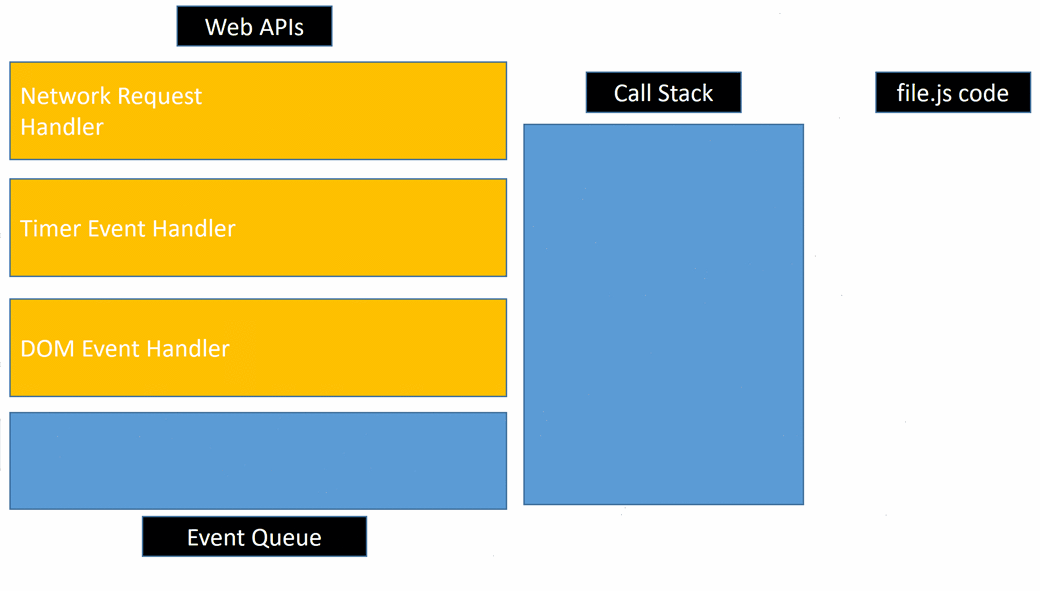 Web APIs
Network Request
Handler
Timer Event Handler
DOM Event Handler
Event Queue
Call Stack
file.js code